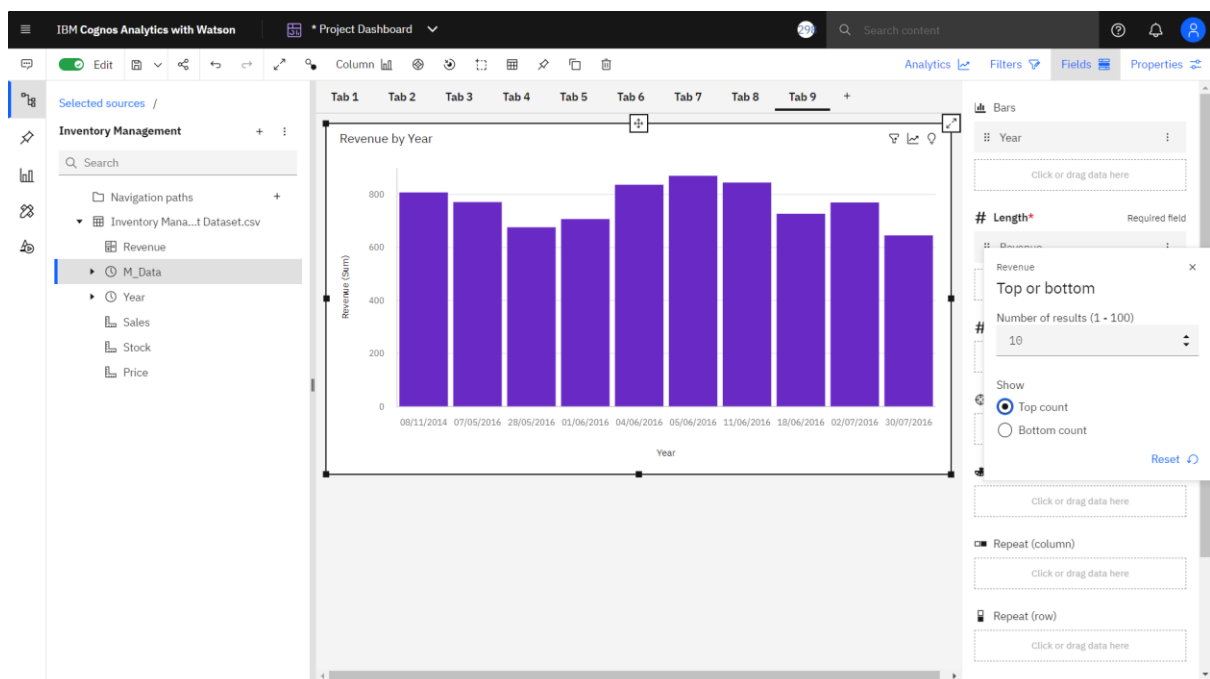 IBM Cognos Analytics with Watson
* Project Dashboard
Search content
Edit
Column
Analytics
Filters
Fields
Properties
Selected sources /
Inventory Management
Search
Navigation paths
Inventory Mana...t Dataset.csv
Revenue
M_Data
Year
Sales
Stock
Price
Tab 1 Tab 2 Tab 3 Tab 4 Tab 5 Tab 6 Tab 7 Tab 8 Tab 9 +
Revenue by Year
Revenue (Sum)
800
600
400
200
0
08/11/2014 07/05/2016 28/05/2016 01/06/2016 04/06/2016 05/06/2016 11/06/2016 18/06/2016 02/07/2016 30/07/2016
Year
Bars
Year
Click or drag data here
# Length* Required field
Revenue
Revenue
Top or bottom
Number of results (1 - 100)
10
Show
Top count
Bottom count
Reset
Click or drag data here
Repeat (column)
Click or drag data here
Repeat (row)
Click or drag data here